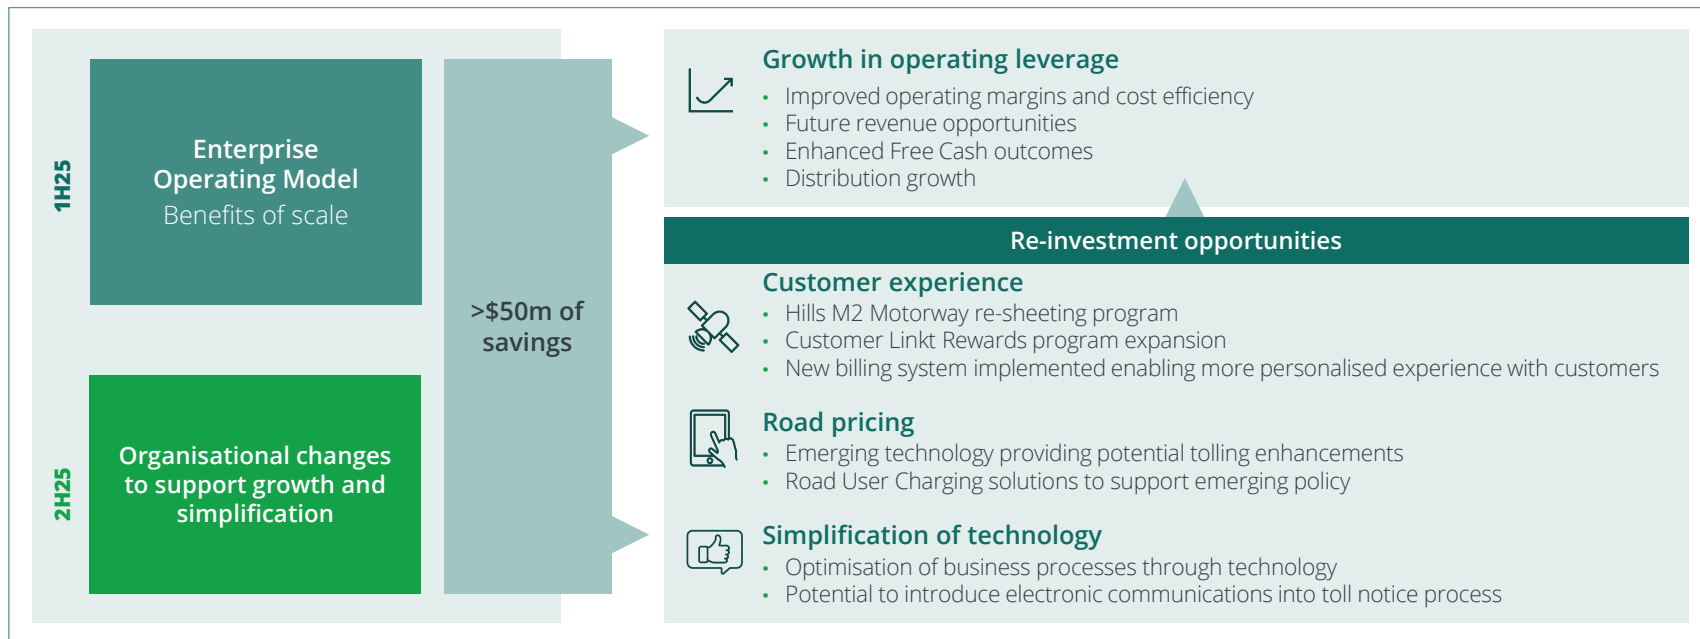 1H25
Enterprise
Operating Model
Benefits of scale
2H25
Organisational changes
to support growth and
simplification
>$50m of
savings
Growth in operating leverage
• Improved operating margins and cost efficiency
• Future revenue opportunities
• Enhanced Free Cash outcomes
• Distribution growth
Re-investment opportunities
Customer experience
• Hills M2 Motorway re-sheeting program
• Customer Linkt Rewards program expansion
• New billing system implemented enabling more personalised experience with customers
Road pricing
• Emerging technology providing potential tolling enhancements
• Road User Charging solutions to support emerging policy
Simplification of technology
• Optimisation of business processes through technology
• Potential to introduce electronic communications into toll notice process